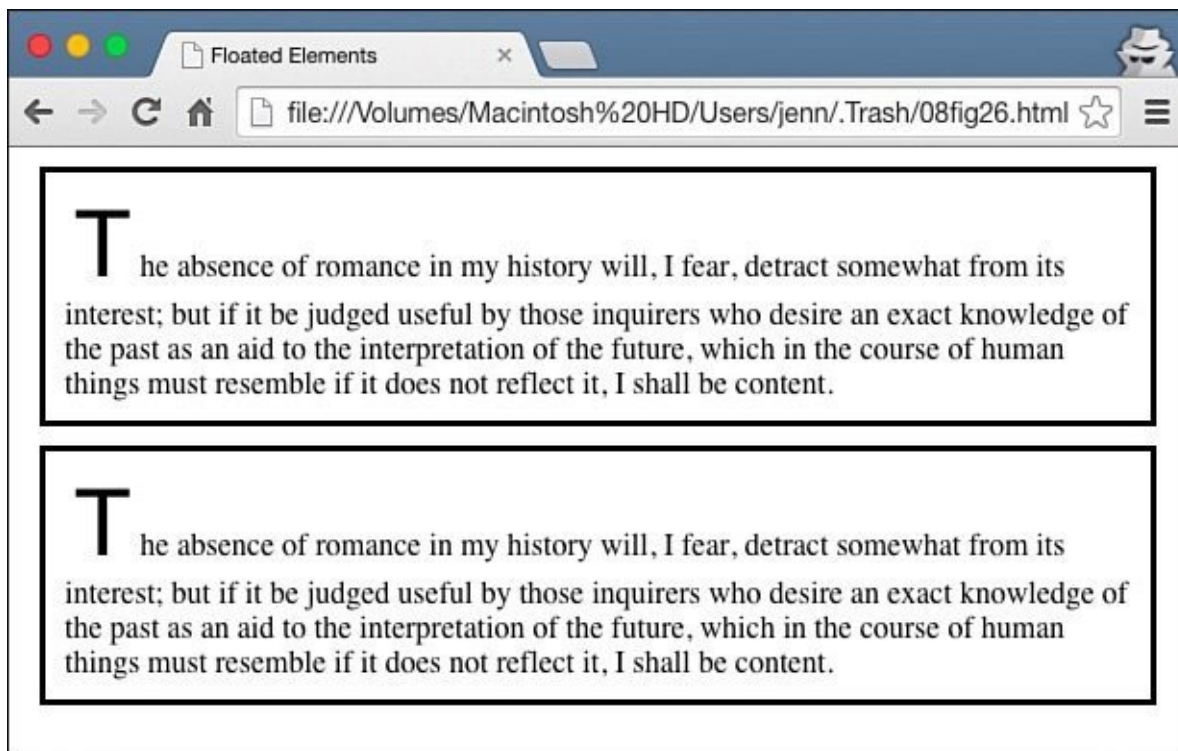 Floated Elements
file:///Volumes/Macintosh%20HD/Users/jenn/.Trash/08fig26.html
The absence of romance in my history will, I fear, detract somewhat from its
interest; but if it be judged useful by those inquirers who desire an exact knowledge of
the past as an aid to the interpretation of the future, which in the course of human
things must resemble if it does not reflect it, I shall be content.
The absence of romance in my history will, I fear, detract somewhat from its
interest; but if it be judged useful by those inquirers who desire an exact knowledge of
the past as an aid to the interpretation of the future, which in the course of human
things must resemble if it does not reflect it, I shall be content.